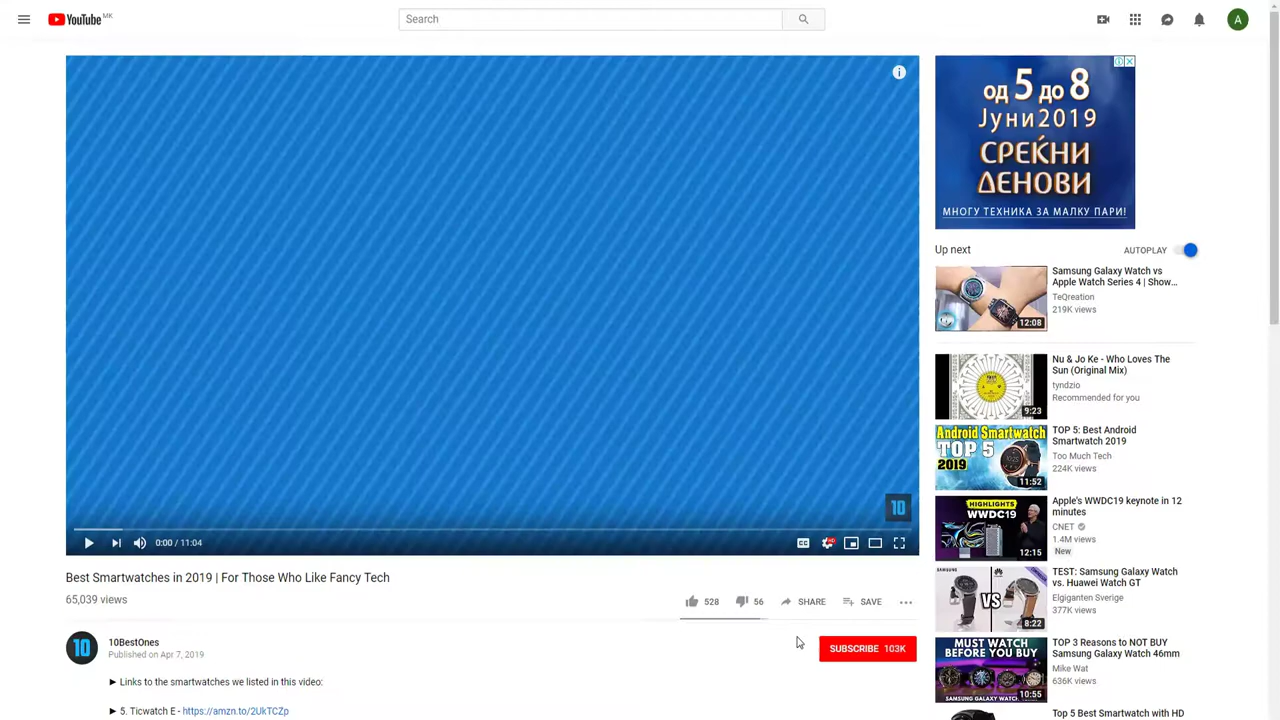 YouTube MK
Search
A
од 5 до 8
Јуни2019
СРЕЌНИ
ДЕНОВИ
МНОГУ ТЕХНИКА ЗА МАЛКУ ПАРИ!
Up next
AUTOPLAY
Samsung Galaxy Watch vs
Apple Watch Series 4 | Show...
TeQreation
219K views
12:08
Nu & Jo Ke - Who Loves The
Sun (Original Mix)
tyndzio
Recommended for you
9:23
Android Smartwatch
TOP 5
2019
11:52
TOP 5: Best Android
Smartwatch 2019
Too Much Tech
224K views
HIGHLIGHTS
WWDC19
12:15
Apple's WWDC19 keynote in 12
minutes
CNET
1.4M views
New
SAMSUNG
VS
8:22
TEST: Samsung Galaxy Watch
vs. Huawei Watch GT
Elgiganten Sverige
377K views
MUST WATCH
BEFORE YOU BUY
SAMSUNG GALAXY WATCH
10:55
TOP 3 Reasons to NOT BUY
Samsung Galaxy Watch 46mm
Mike Wat
636K views
Top 5 Best Smartwatch with HD
10
0:00 / 11:04
CC
HD
Best Smartwatches in 2019 | For Those Who Like Fancy Tech
65,039 views
528
56
SHARE
SAVE
10
10BestOnes
Published on Apr 7, 2019
SUBSCRIBE 103K
► Links to the smartwatches we listed in this video:
► 5. Ticwatch E - https://amzn.to/2UkTCZp